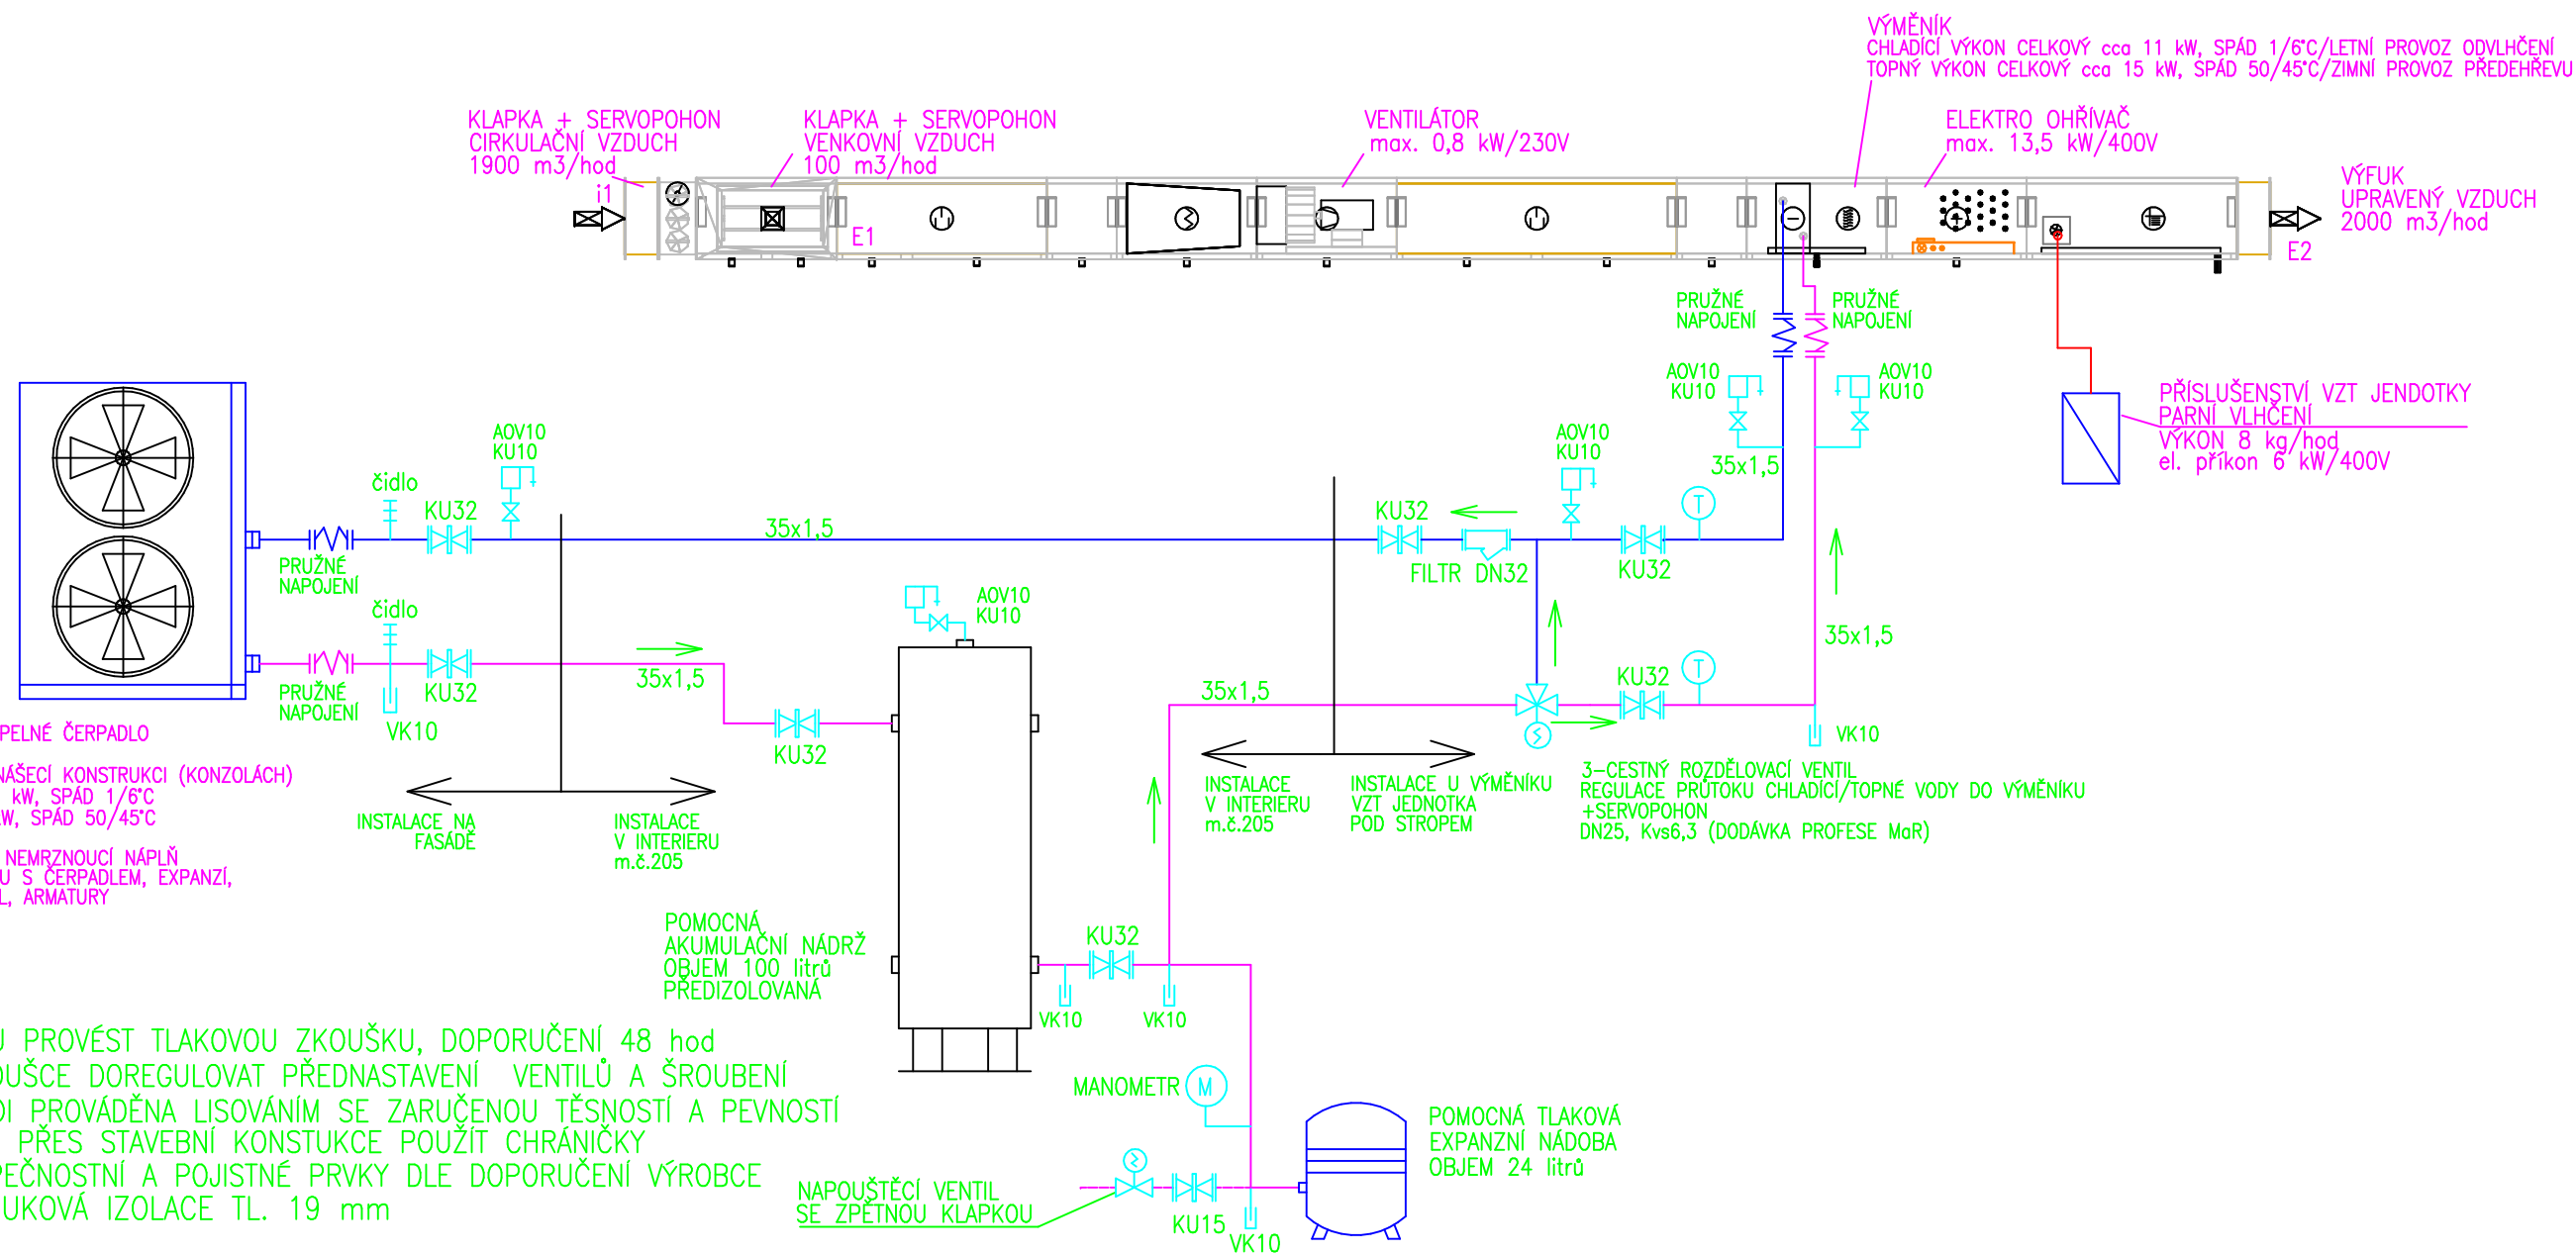 VÝMĚNÍK
CHLADÍCÍ VÝKON CELKOVÝ cca 11 kW, SPÁD 1/6°C/LETNÍ PROVOZ ODVLHČENÍ
TOPNÝ VÝKON CELKOVÝ cca 15 kW, SPÁD 50/45°C/ZIMNÍ PROVOZ PŘEDEHŘEVU
KLAPKA + SERVOPOHON
CIRKULAČNÍ VZDUCH
1900 m3/hod
i1
KLAPKA + SERVOPOHON
VENKOVNÍ VZDUCH
100 m3/hod
E1
VENTILÁTOR
max. 0,8 kW/230V
ELEKTRO OHŘÍVAČ
max. 13,5 kW/400V
VÝFUK
UPRAVENÝ VZDUCH
2000 m3/hod
E2
PRUŽNÉ
NAPOJENÍ
PRUŽNÉ
NAPOJENÍ
AOV10
KU10
AOV10
KU10
35x1,5
PŘÍSLUŠENSTVÍ VZT JENDOTKY
PARNÍ VLHČENÍ
VÝKON 8 kg/hod
el. příkon 6 kW/400V
čidlo
KU32
AOV10
KU10
35x1,5
KU32
FILTR DN32
AOV10
KU10
KU32
T
PRUŽNÉ
NAPOJENÍ
čidlo
KU32
VK10
PRUŽNÉ
NAPOJENÍ
35x1,5
KU32
AOV10
KU10
35x1,5
KU32
T
35x1,5
VK10
PELNÉ ČERPADLO
NÁŠECÍ KONSTRUKCI (KONZOLÁCH)
kW, SPÁD 1/6°C
W, SPÁD 50/45°C
NEMRZNOUCÍ NÁPLŇ
U S ČERPADLEM, EXPANZÍ,
L, ARMATURY
INSTALACE NA
FASÁDĚ
INSTALACE
V INTERIERU
m.č.205
INSTALACE
V INTERIERU
m.č.205
INSTALACE U VÝMĚNÍKU
VZT JEDNOTKA
POD STROPEM
3-CESTNÝ ROZDĚLOVACÍ VENTIL
REGULACE PRŮTOKU CHLADÍCÍ/TOPNÉ VODY DO VÝMĚNÍKU
+SERVOPOHON
DN25, Kvs6,3 (DODÁVKA PROFESE MaR)
POMOCNÁ
AKUMULAČNÍ NÁDRŽ
OBJEM 100 litrů
PŘEDIZOLOVANÁ
KU32
VK10
VK10
U PROVÉST TLAKOVOU ZKOUŠKU, DOPORUČENÍ 48 hod
OUŠCE DOREGULOVAT PŘEDNASTAVENÍ VENTILŮ A ŠROUBENÍ
DI PROVÁDĚNA LISOVÁNÍM SE ZARUČENOU TĚSNOSTÍ A PEVNOSTÍ
PŘES STAVEBNÍ KONSTUKCE POUŽÍT CHRÁNIČKY
PEČNOSTNÍ A POJISTNÉ PRVKY DLE DOPORUČENÍ VÝROBCE
UKOVÁ IZOLACE TL. 19 mm
MANOMETR
M
POMOCNÁ TLAKOVÁ
EXPANZNÍ NÁDOBA
OBJEM 24 litrů
NAPOUŠTĚCÍ VENTIL
SE ZPĚTNOU KLAPKOU
KU15
VK10